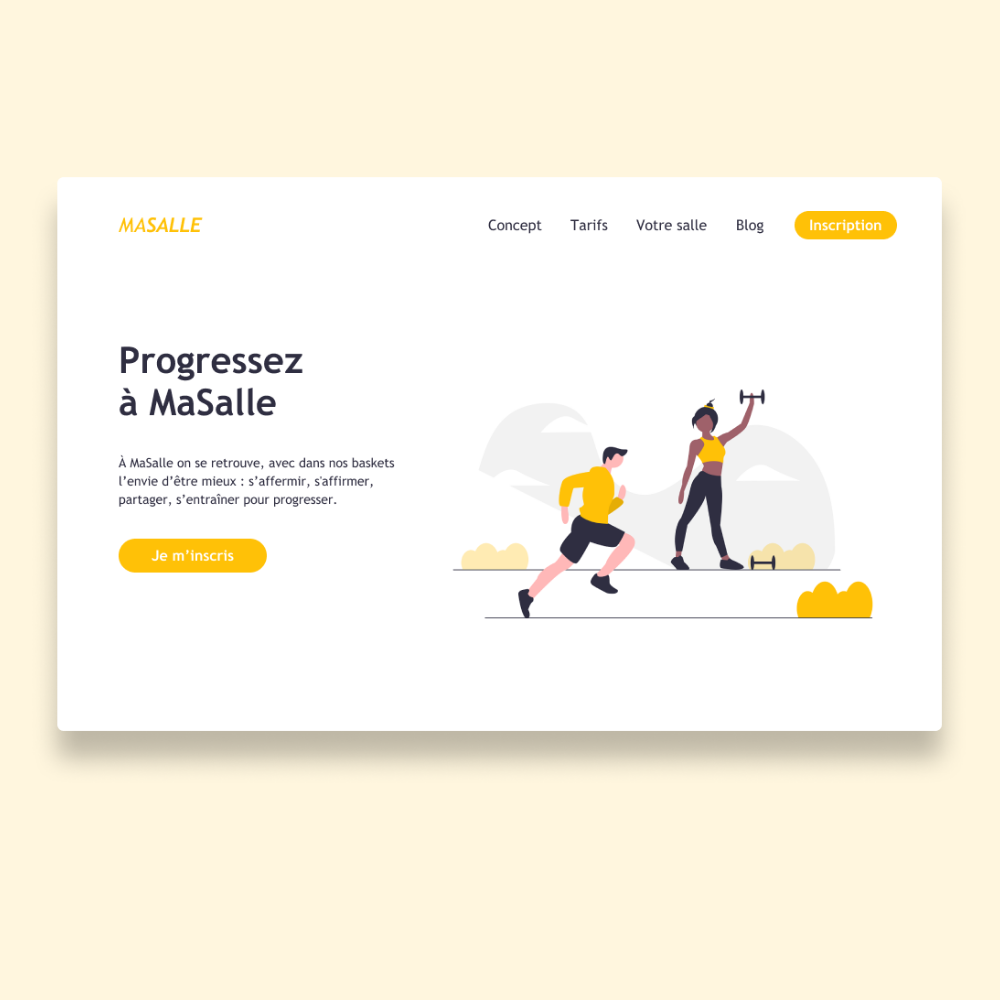 MASALLE
Concept Tarifs Votre salle Blog Inscription
Progressez
à MaSalle
À MaSalle on se retrouve, avec dans nos baskets
l’envie d’être mieux : s’affermir, s'affirmer,
partager, s’entraîner pour progresser.
Je m’inscris